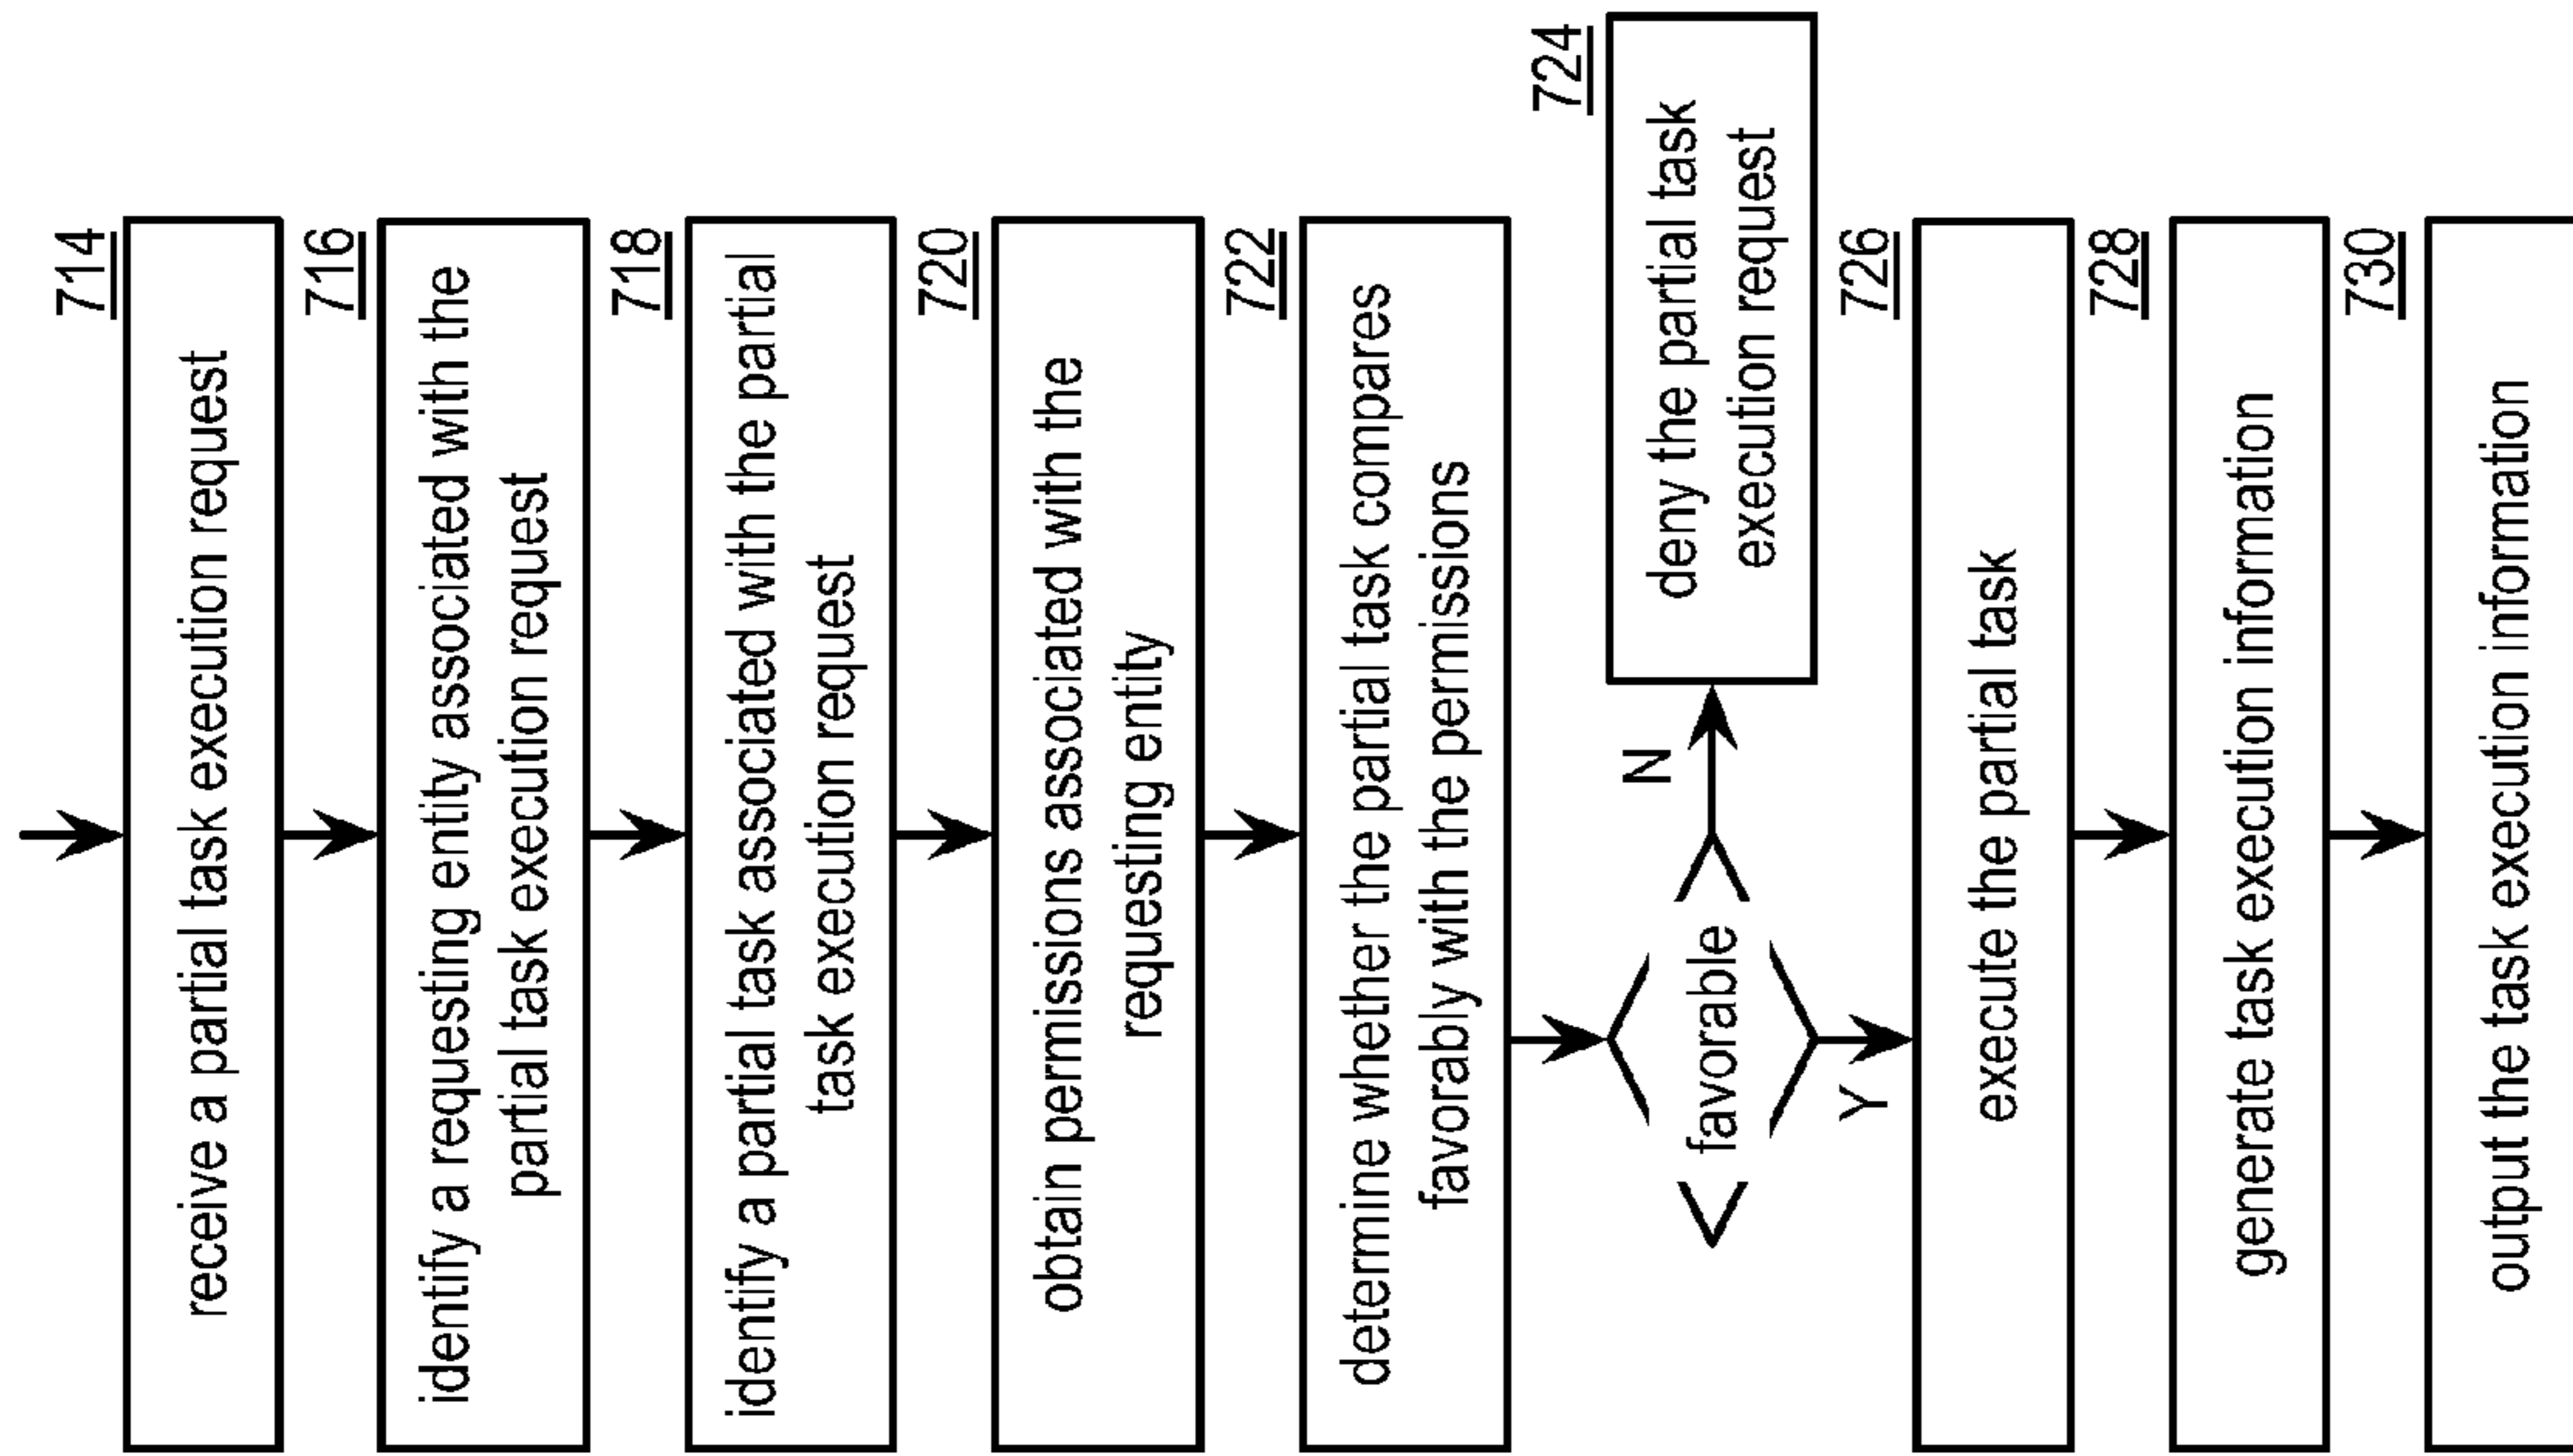 714
receive a partial task execution request
716
identify a requesting entity associated with the
partial task execution request
718
identify a partial task associated with the partial
task execution request
720
obtain permissions associated with the
requesting entity
722
determine whether the partial task compares
favorably with the permissions
favorable
N
724
deny the partial task
execution request
Y
726
execute the partial task
728
generate task execution information
730
output the task execution information